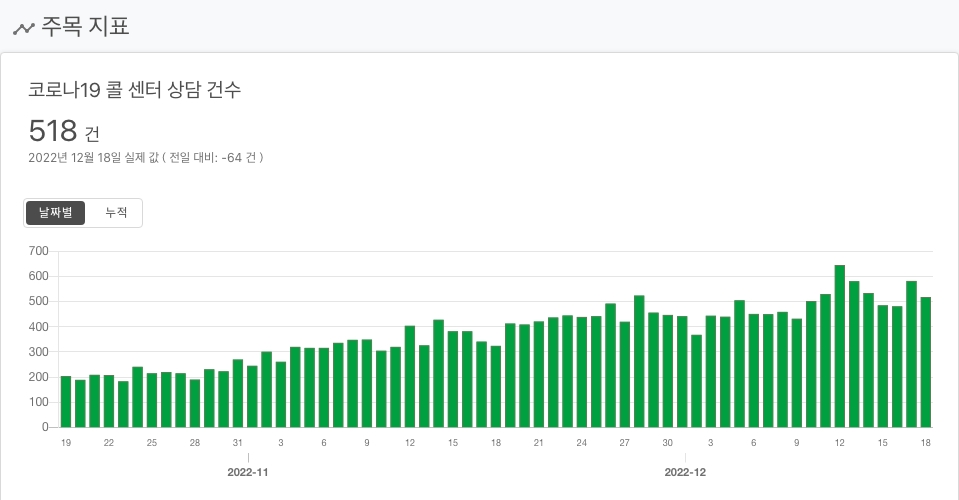 주목 지표
코로나19 콜 센터 상담 건수
518 건
2022년 12월 18일 실제 값 ( 전일 대비: -64 건 )
날짜별 누적
700
600
500
400
300
200
100
0
19 22 25 28 31 3 6 9 12 15 18 21 24 27 30 3 6 9 12 15 18
2022-11 2022-12